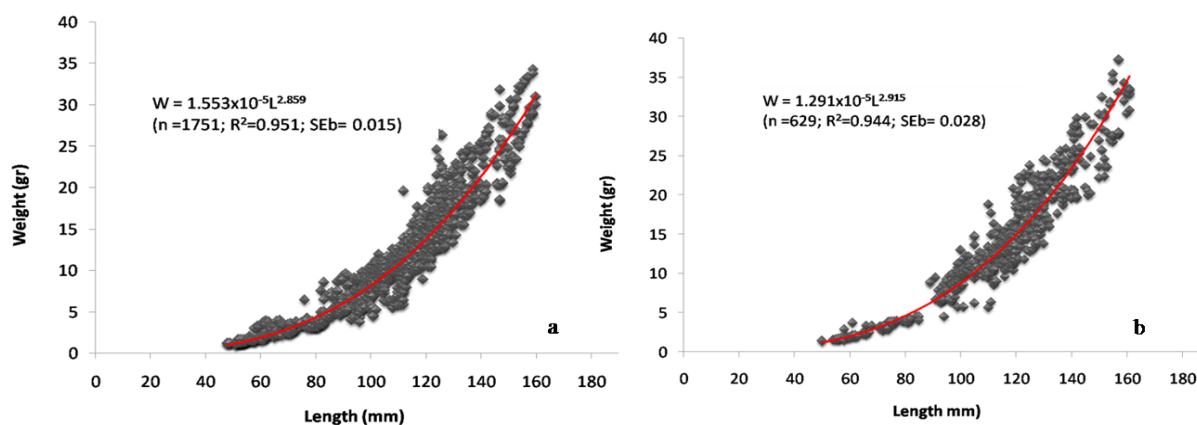 40
35
30
25
20
15
10
5
0
Weight (gr)
W = 1.553x10⁻⁵L²·⁸⁵⁹
(n =1751; R²=0.951; SEb= 0.015)
a
0 20 40 60 80 100 120 140 160 180
Length (mm)
40
35
30
25
20
15
10
5
0
Weight (gr)
W = 1.291x10⁻⁵L²·⁹¹⁵
(n=629; R²=0.944; SEb= 0.028)
b
0 20 40 60 80 100 120 140 160 180
Length mm)